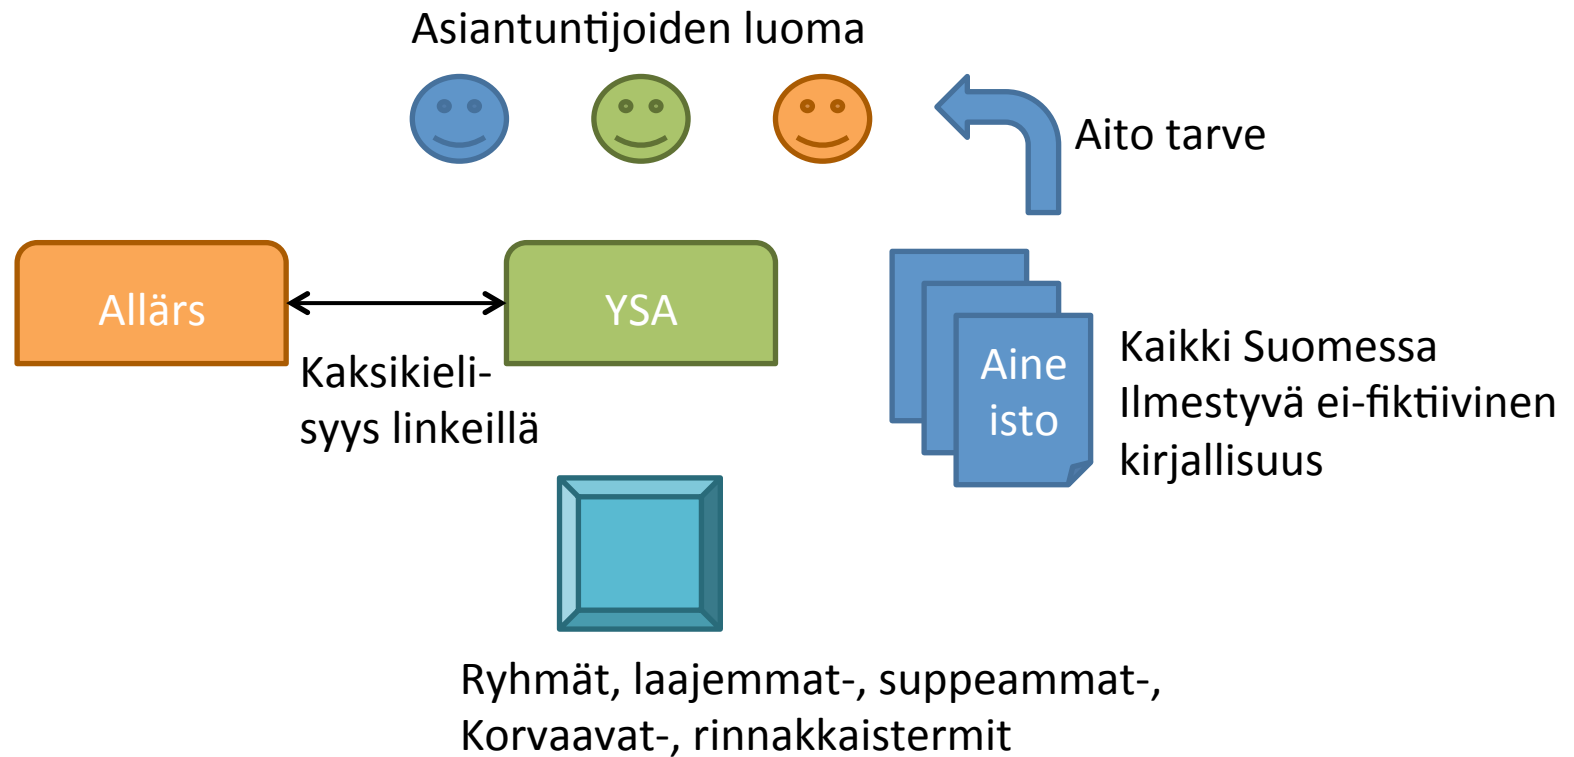 Asiantuntijoiden luoma
Aito tarve
Allärs
YSA
Kaksikieli-
syys linkeillä
Aine
isto
Kaikki Suomessa
Ilmestyvä ei-fiktiivinen
kirjallisuus
Ryhmät, laajemmat-, suppeammat-,
Korvaavat-, rinnakkaistermit